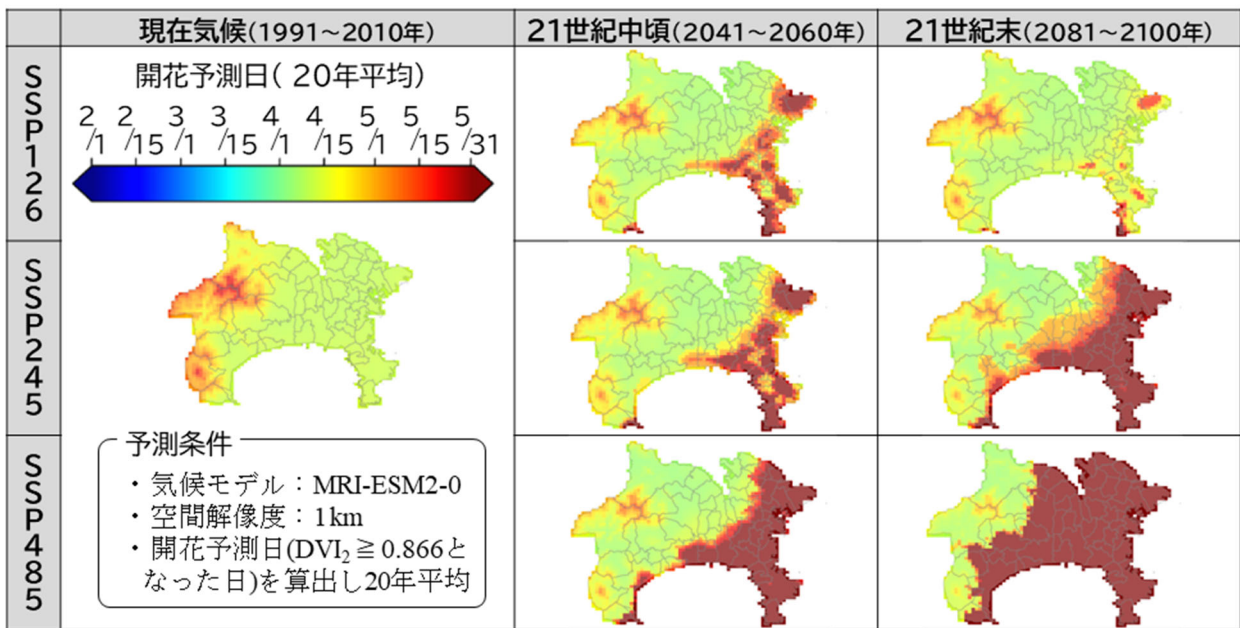 現在気候(1991～2010年)
21世紀中頃(2041～2060年)
21世紀末(2081～2100年)
SSP126
SSP245
SSP485
開花予測日( 20年平均)
2/1 2/15 3/1 3/15 4/1 4/15 5/1 5/15 5/31
予測条件
・気候モデル：MRI-ESM2-0
・空間解像度：1km
・開花予測日(DVI₂ ≧ 0.866と
なった日)を算出し20年平均